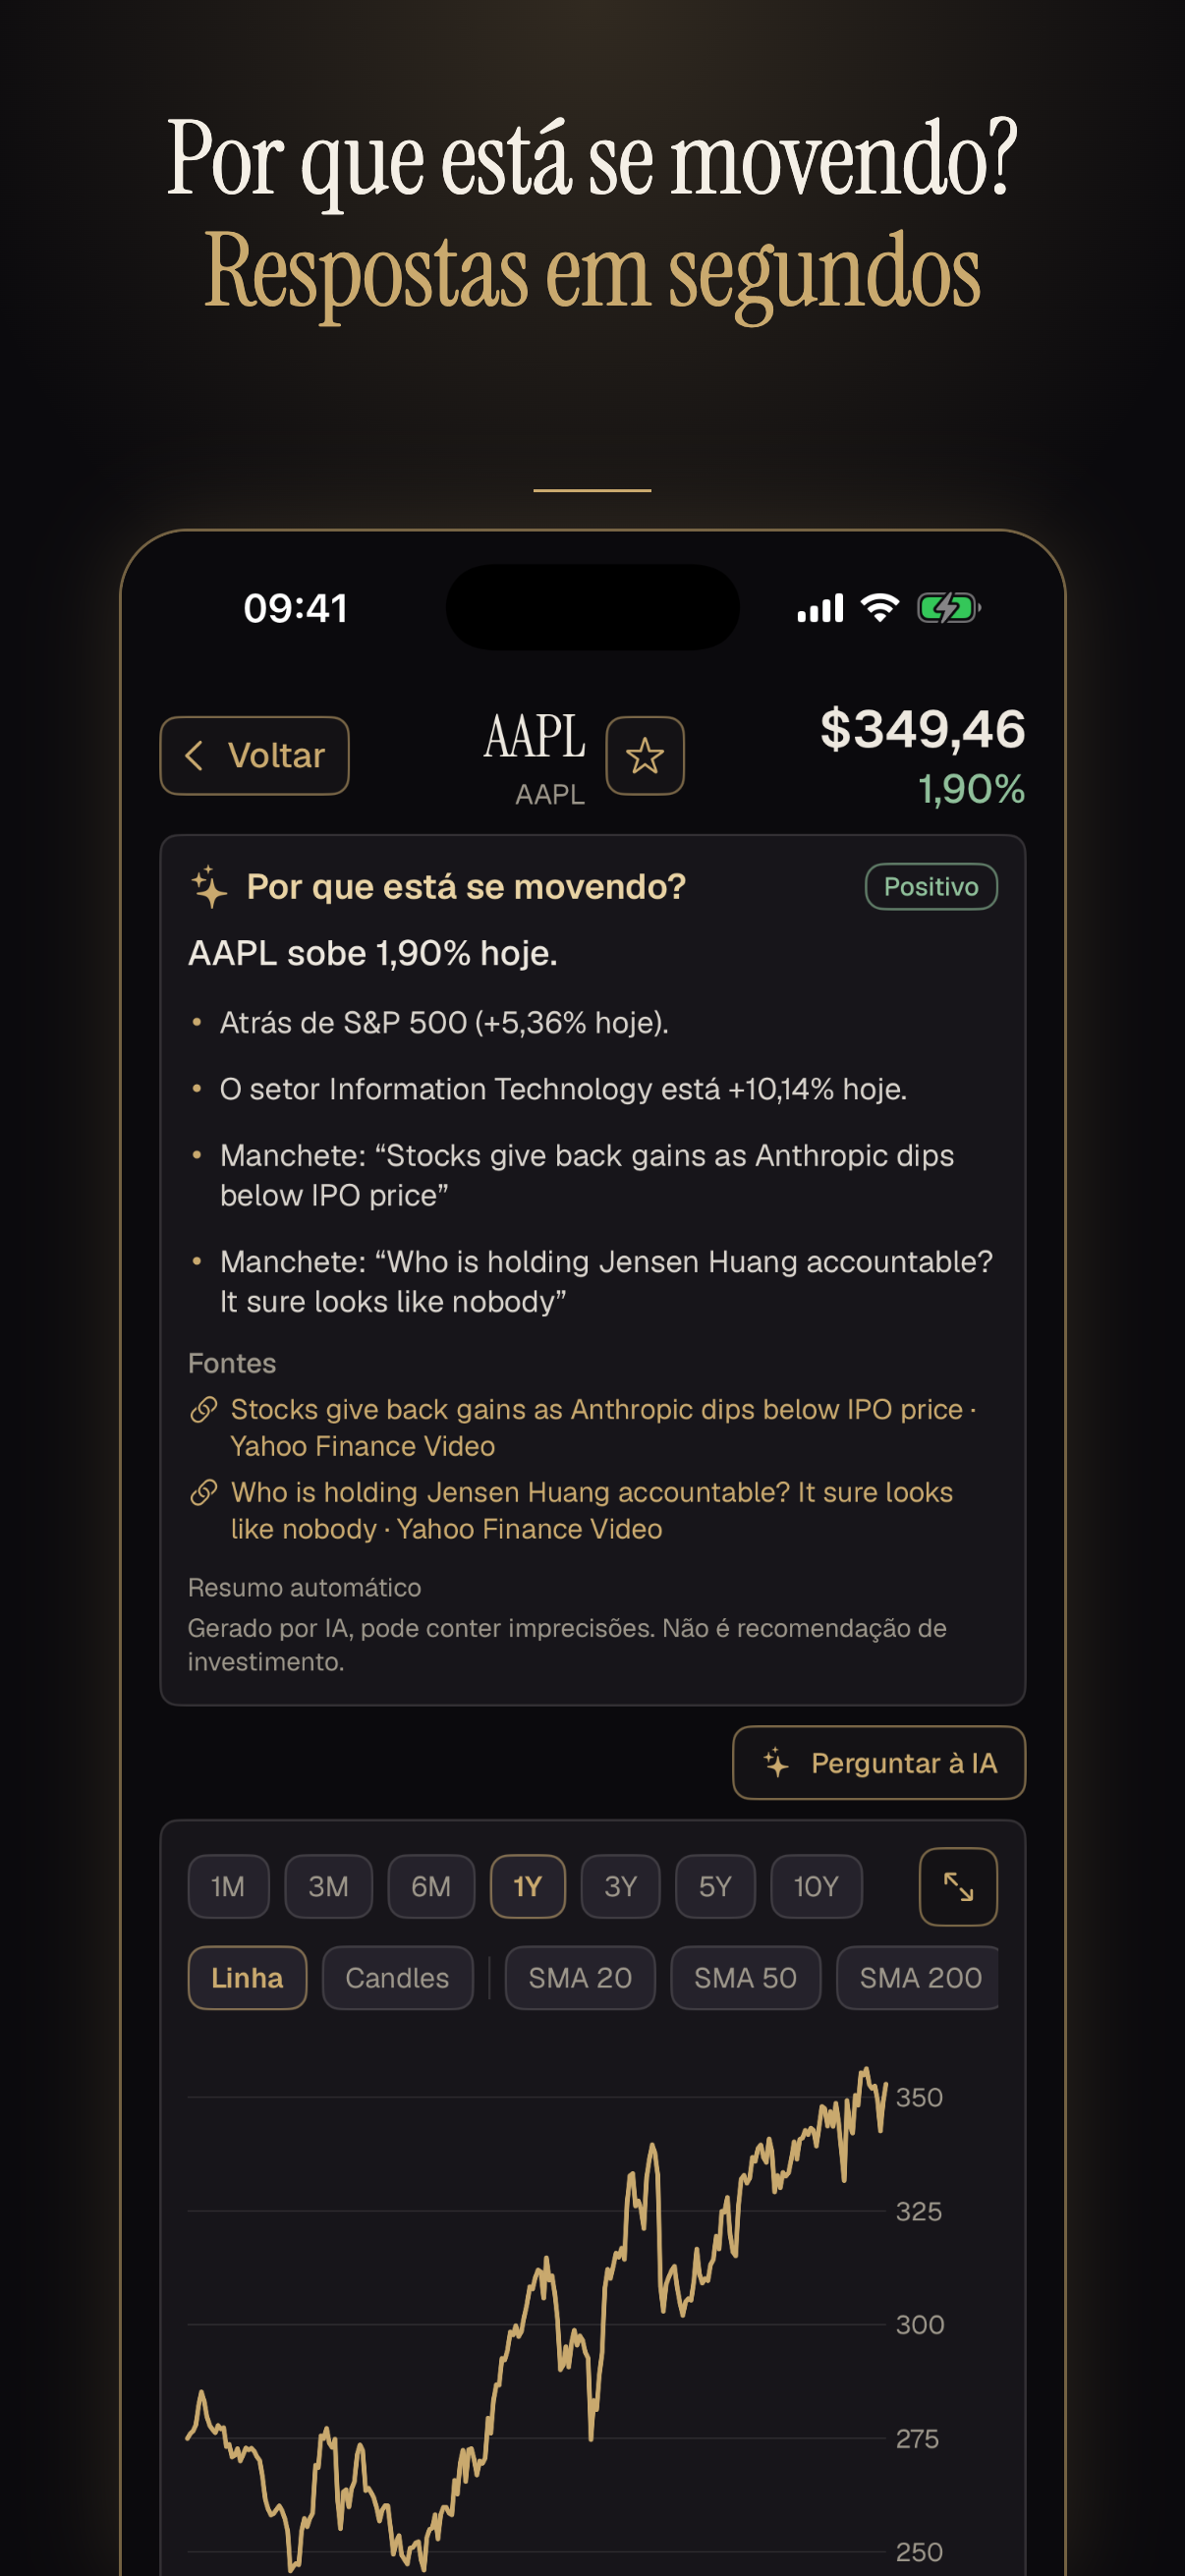 Por que está se movendo?
Respostas em segundos
09:41
Voltar
AAPL
AAPL
$349,46
1,90%
Por que está se movendo?
Positivo
AAPL sobe 1,90% hoje.
• Atrás de S&P 500 (+5,36% hoje).
• O setor Information Technology está +10,14% hoje.
• Manchete: “Stocks give back gains as Anthropic dips
below IPO price”
• Manchete: “Who is holding Jensen Huang accountable?
It sure looks like nobody”
Fontes
Stocks give back gains as Anthropic dips below IPO price ·
Yahoo Finance Video
Who is holding Jensen Huang accountable? It sure looks
like nobody · Yahoo Finance Video
Resumo automático
Gerado por IA, pode conter imprecisões. Não é recomendação de
investimento.
Perguntar à IA
1M 3M 6M 1Y 3Y 5Y 10Y
Linha Candles SMA 20 SMA 50 SMA 200
350
325
300
275
250